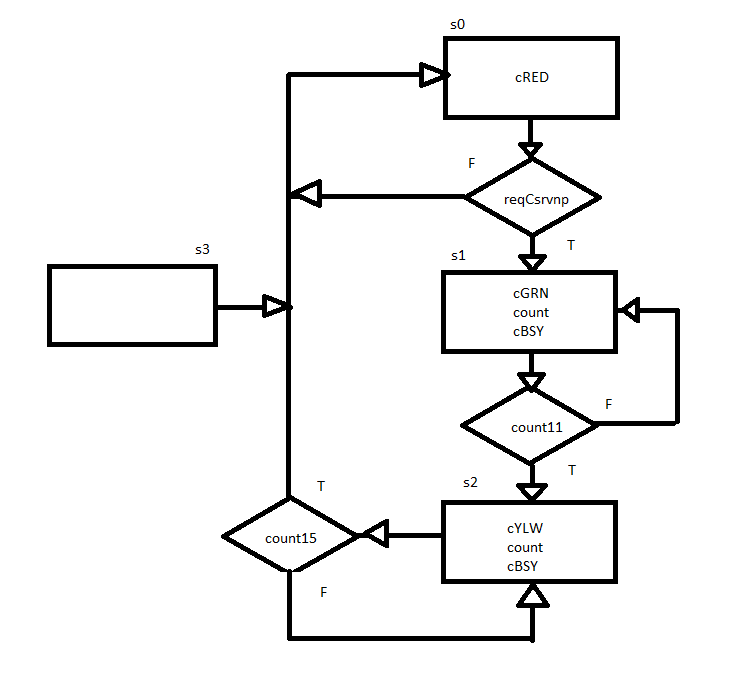 s0
cRED
F
reqCsrvnp
T
s3
s1
cGRN
count
cBSY
F
count11
T
s2
T
cYLW
count
cBSY
count15
F